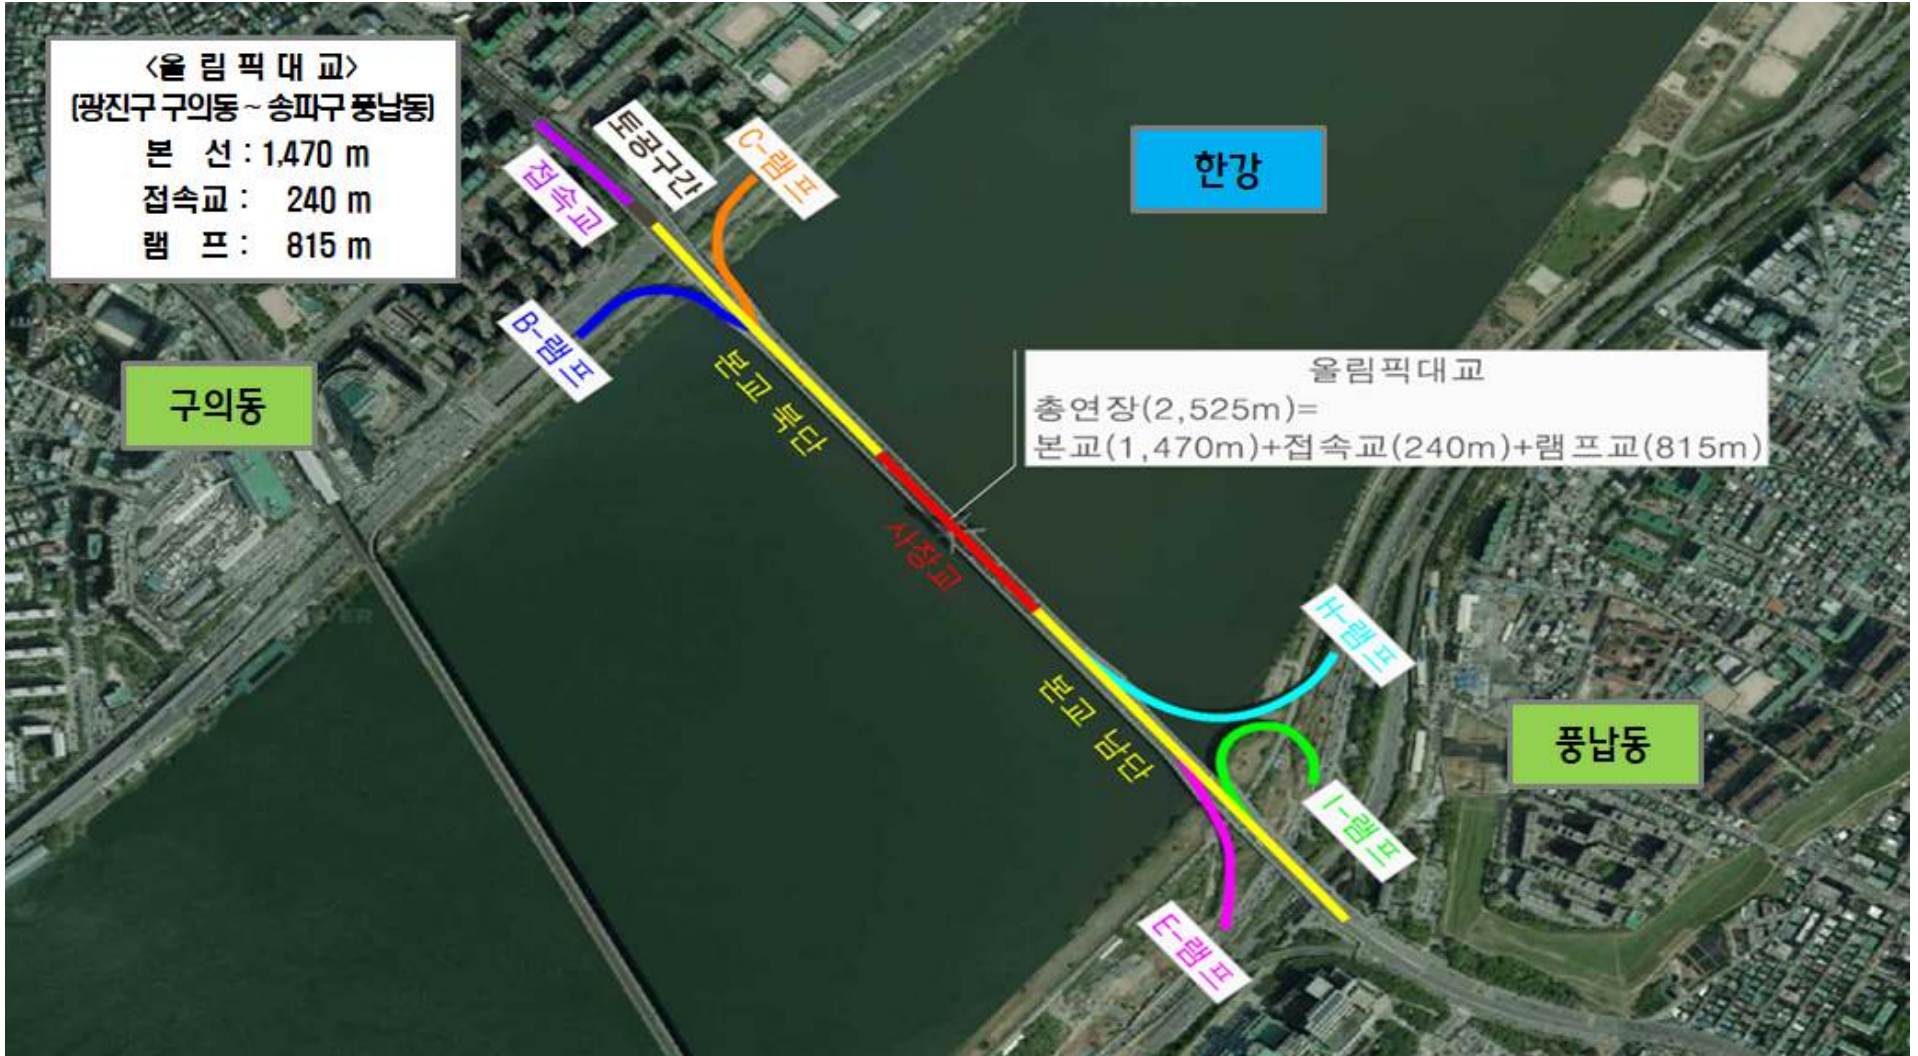 <올 림 픽 대 교>
(광진구 구의동 ~ 송파구 풍납동)
본 선 : 1,470 m
접속교 : 240 m
램 프 : 815 m
접속교
토공구간
C-램프
한강
B-램프
구의동
본교 북단
올림픽대교
총연장(2,525m)=
본교(1,470m)+접속교(240m)+램프교(815m)
사장교
H-램프
본교 남단
풍납동
I-램프
E-램프